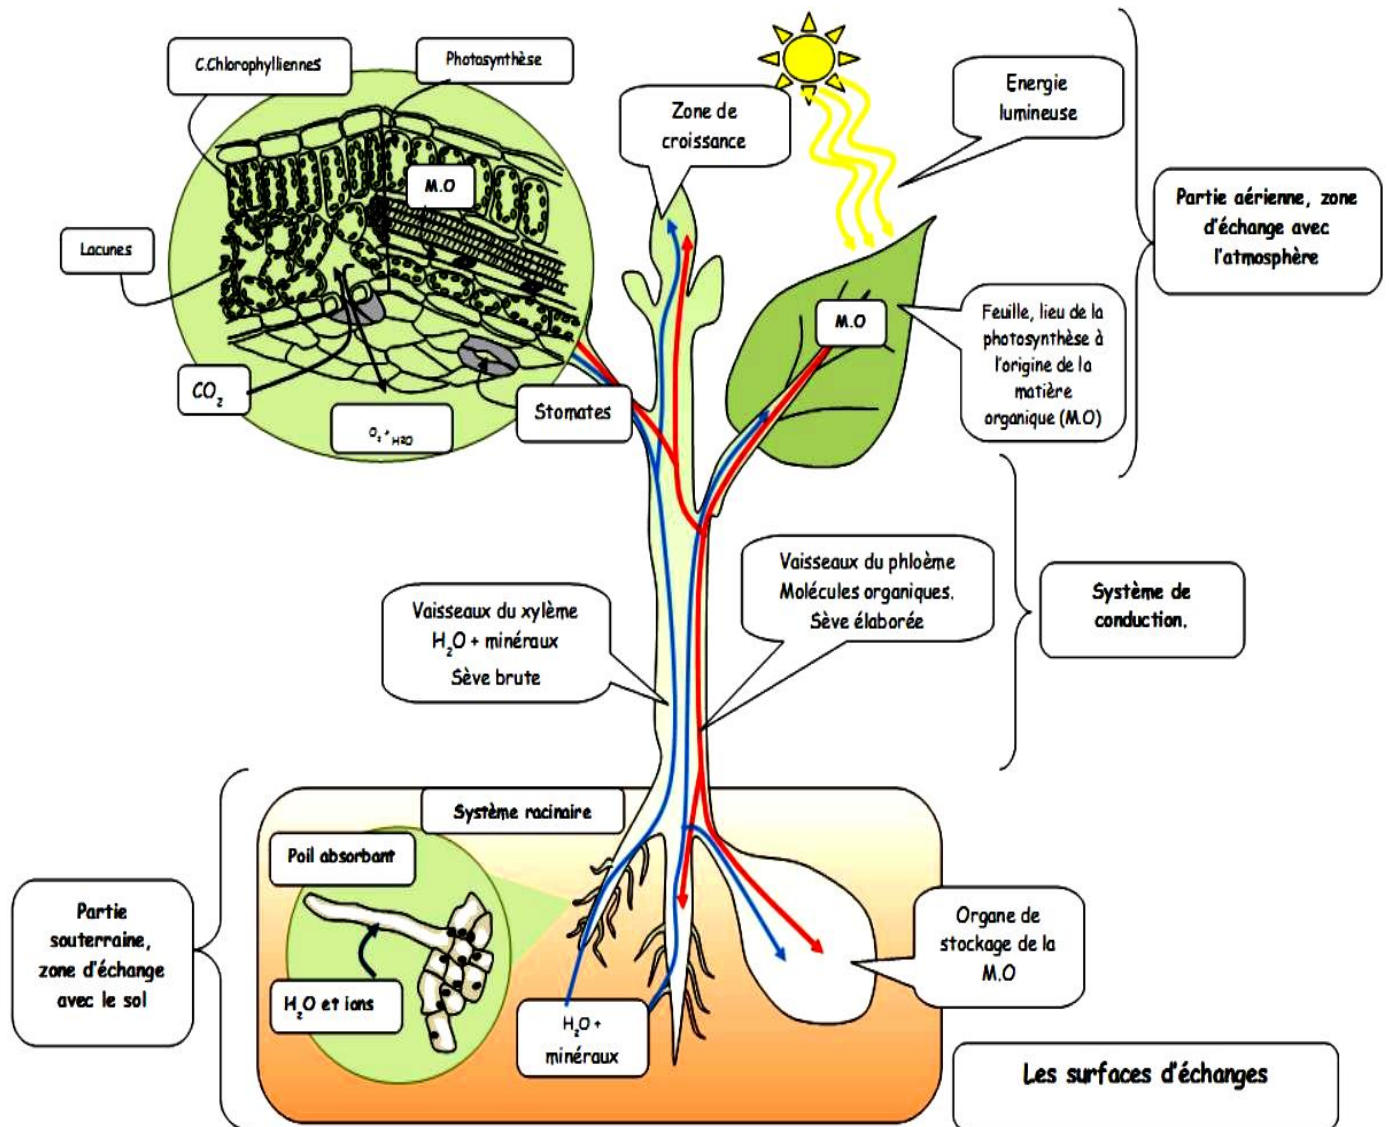 C.Chlorophylliennes
Photosynthèse
Zone de
croissance
Energie
lumineuse
Partie aérienne, zone
d'échange avec
l'atmosphère
M.O
Lacunes
M.O
Feuille, lieu de la
photosynthèse à
l'origine de la
matière
organique (M.O)
CO2
Stomates
O2 + H2O
Vaisseaux du phloème
Molécules organiques.
Sève élaborée
Système de
conduction.
Vaisseaux du xylème
H2O + minéraux
Sève brute
Système racinaire
Poil absorbant
Partie
souterraine,
zone d'échange
avec le sol
Organe de
stockage de la
M.O
H2O et ions
H2O +
minéraux
Les surfaces d'échanges